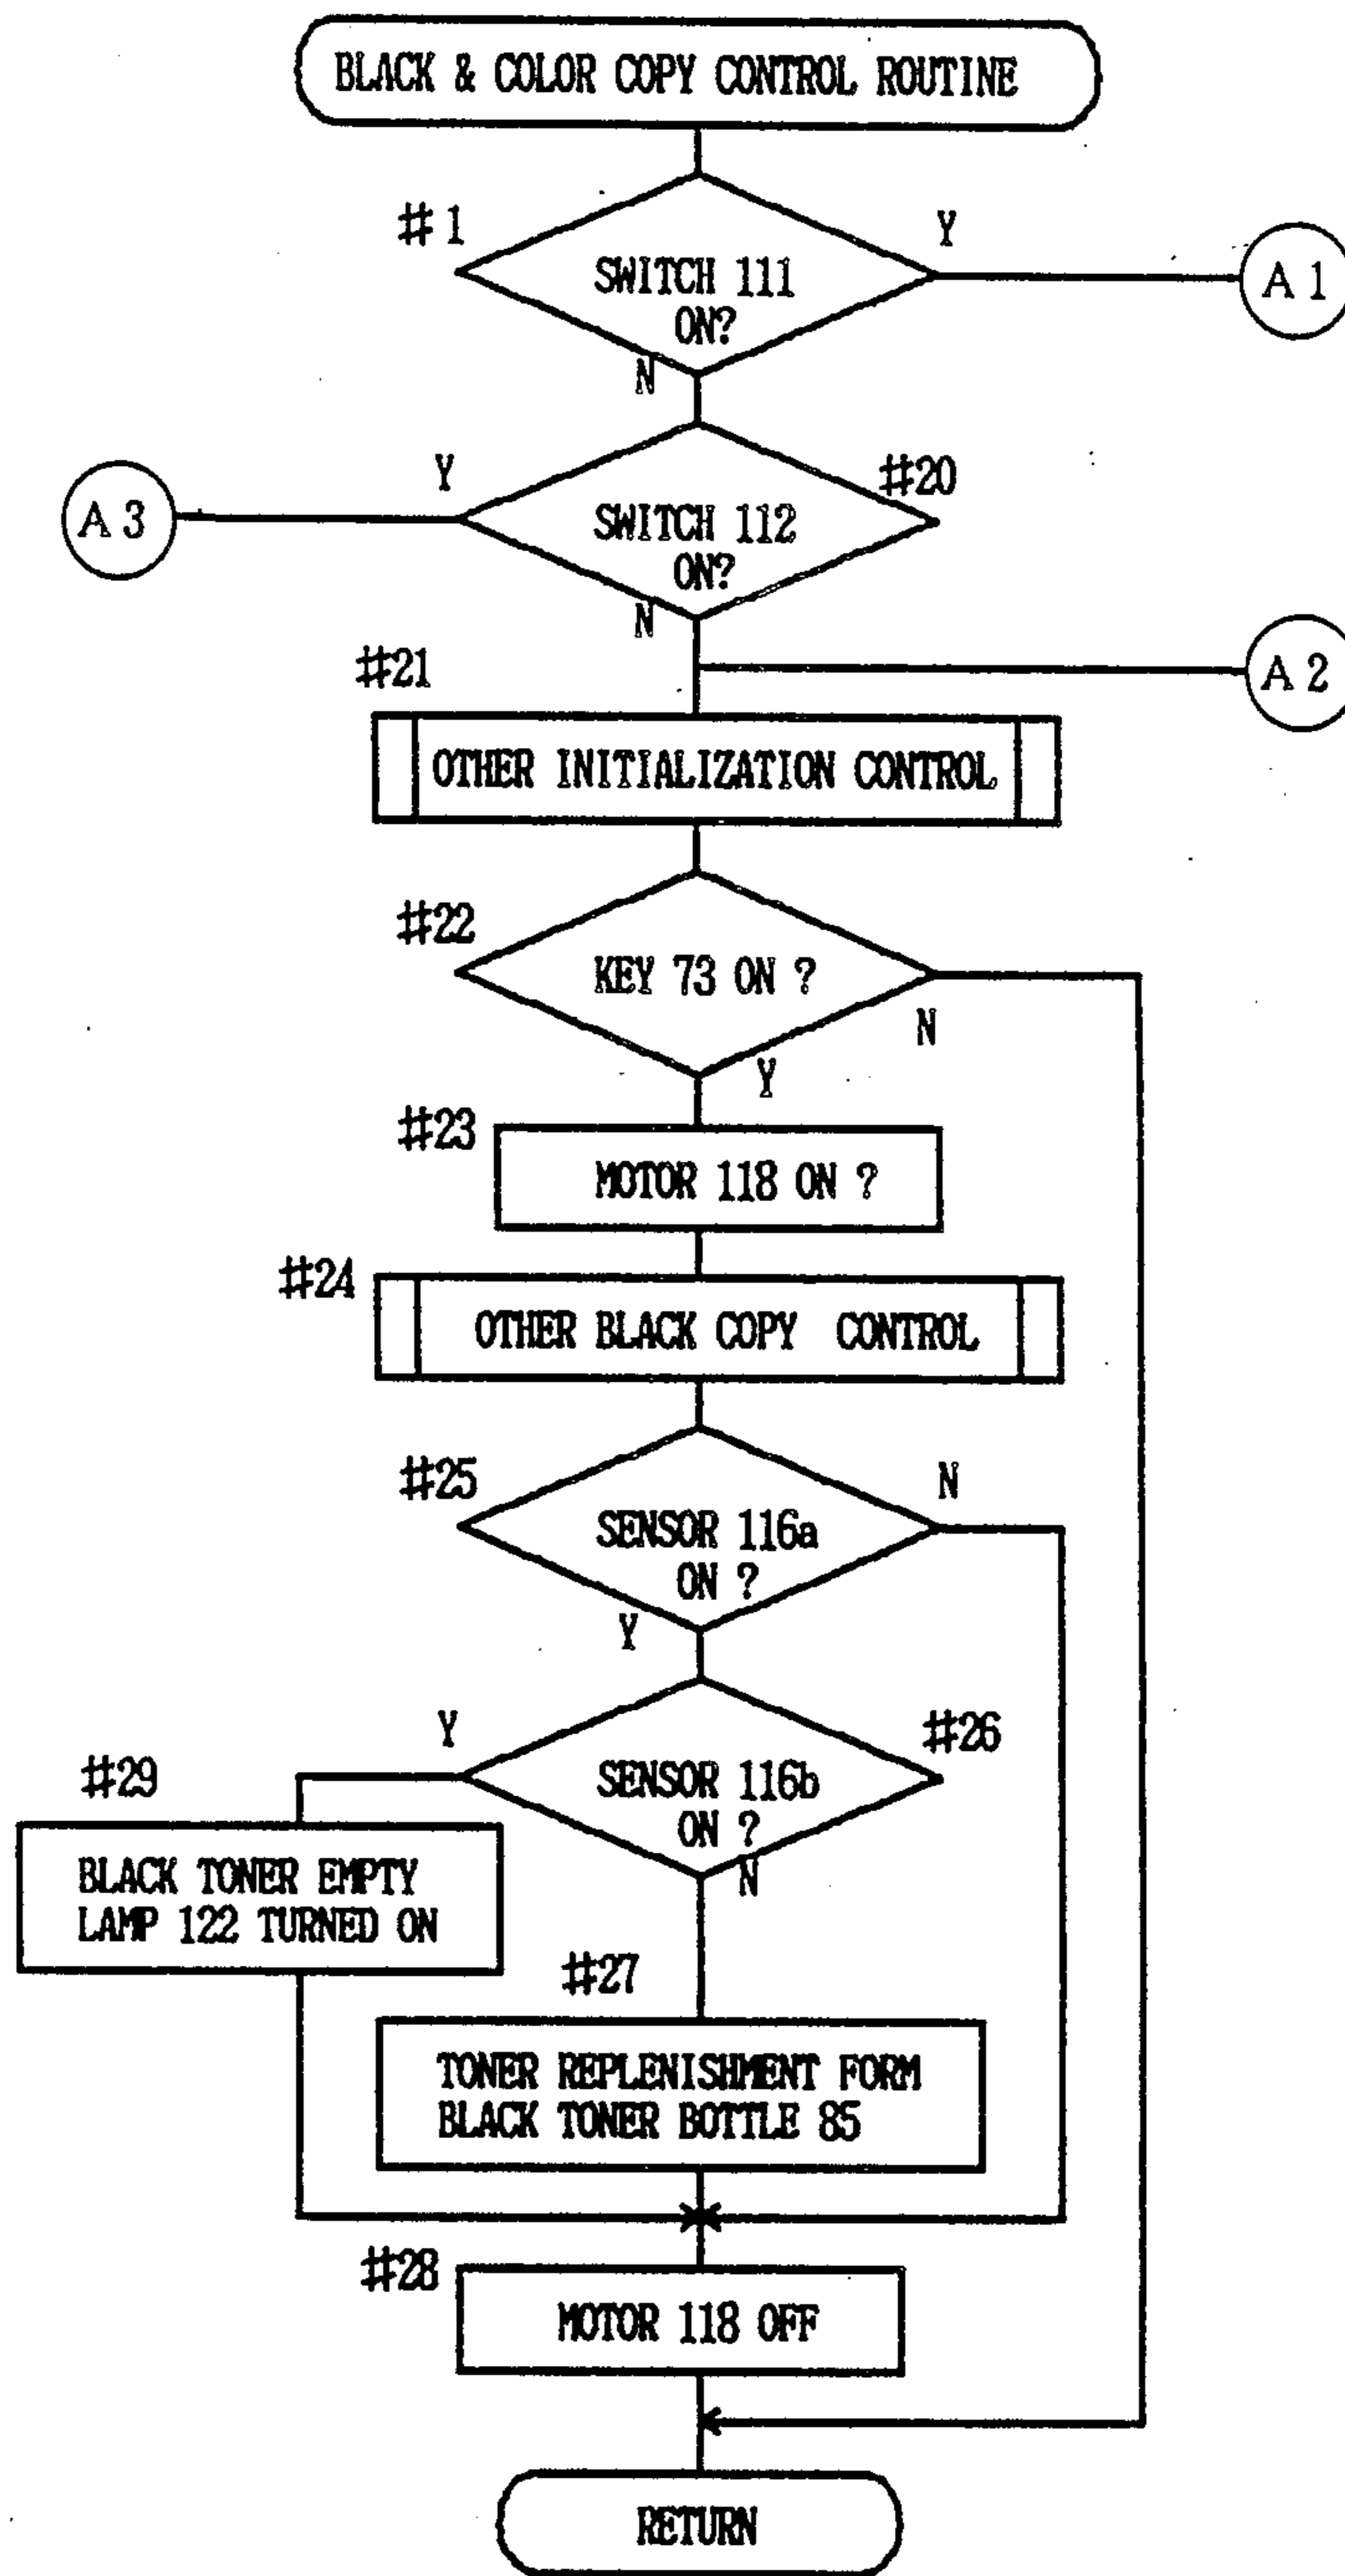 BLACK & COLOR COPY CONTROL ROUTINE
#1
Y
SWITCH 111
ON?
A1
N
Y
#20
A3
SWITCH 112
ON?
N
#21
A2
OTHER INITIALIZATION CONTROL
#22
KEY 73 ON ?
N
Y
#23
MOTOR 118 ON ?
#24
OTHER BLACK COPY CONTROL
#25
N
SENSOR 116a
ON ?
Y
Y
#26
#29
SENSOR 116b
ON ?
N
BLACK TONER EMPTY
LAMP 122 TURNED ON
#27
TONER REPLENISHMENT FORM
BLACK TONER BOTTLE 85
#28
MOTOR 118 OFF
RETURN